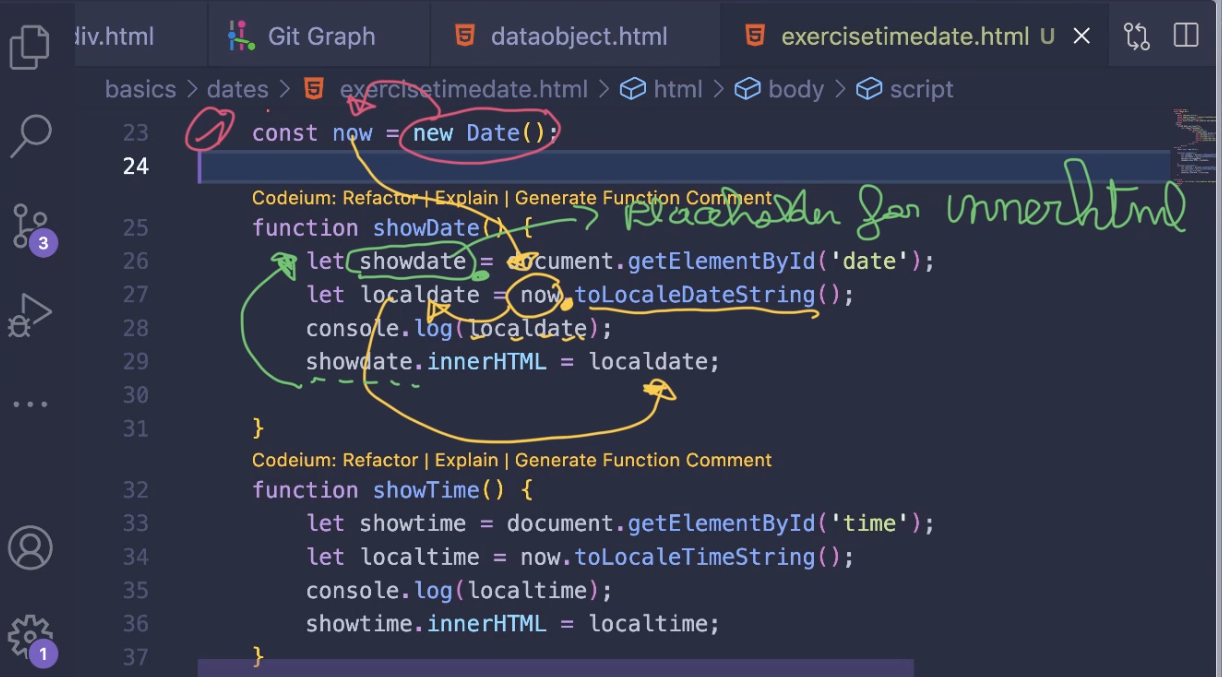 div.html Git Graph dataobject.html exercisetimedate.html U
basics > dates > exercisetimedate.html > html > body > script
23 const now = new Date();
1
24
Codeium: Refactor | Explain | Generate Function Comment
25 function showDate() {
Placeholder for innerhtml
26 let showdate = document.getElementById('date');
27 let localdate = now.toLocaleDateString();
28 console.log(localdate);
29 showdate.innerHTML = localdate;
30
31 }
Codeium: Refactor | Explain | Generate Function Comment
32 function showTime() {
33 let showtime = document.getElementById('time');
34 let localtime = now.toLocaleTimeString();
35 console.log(localtime);
36 showtime.innerHTML = localtime;
37 }
3
1